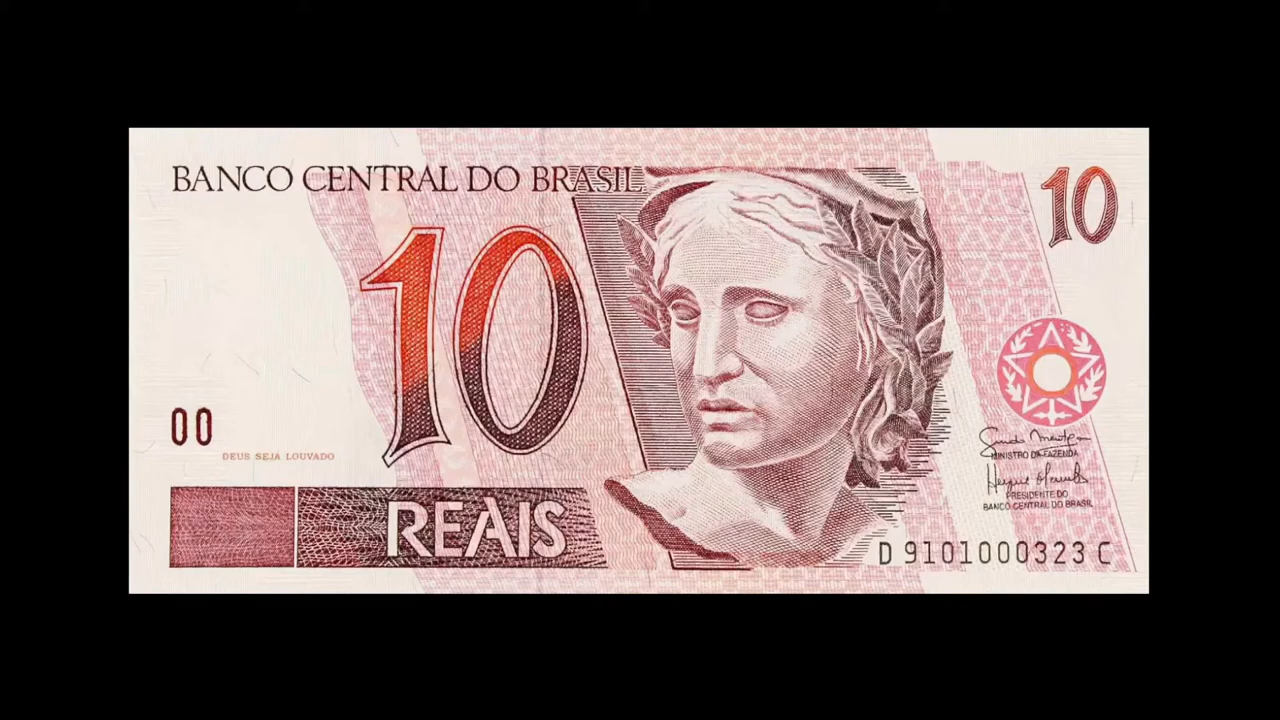 BANCO CENTRAL DO BRASIL
10
10
00
DEUS SEJA LOUVADO
REAIS
MINISTRO DA FAZENDA
PRESIDENTE DO
BANCO CENTRAL DO BRASIL
D 9101000323 C